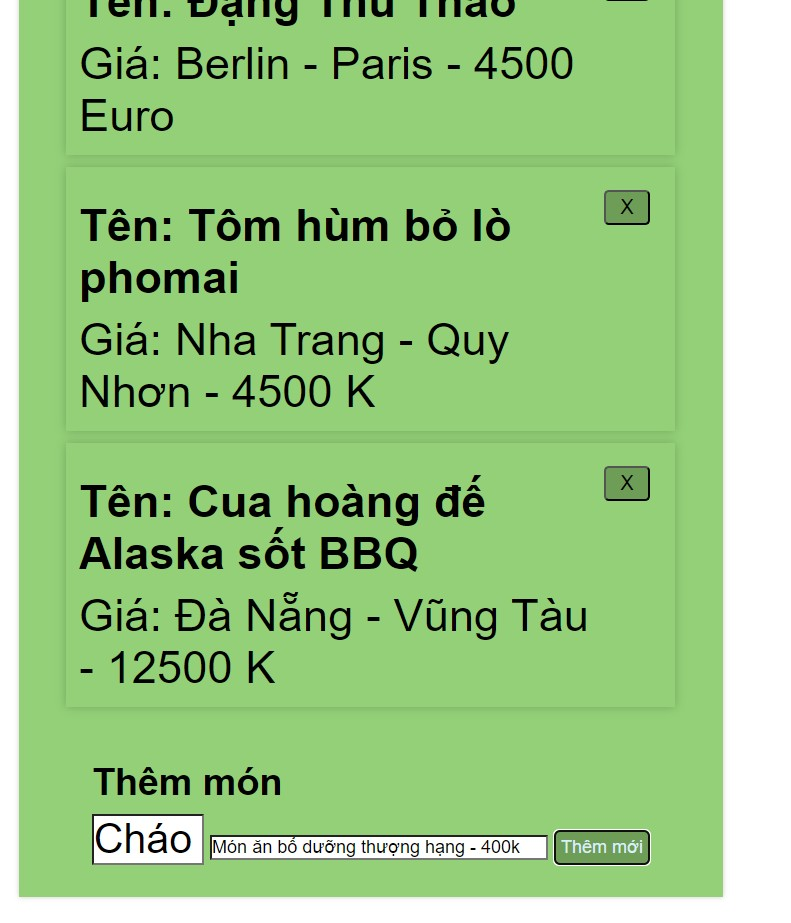 Tên: Đặng Thu Thảo
Giá: Berlin - Paris - 4500
Euro
X
Tên: Tôm hùm bỏ lò
phomai
Giá: Nha Trang - Quy
Nhơn - 4500 K
X
Tên: Cua hoàng đế
Alaska sốt BBQ
Giá: Đà Nẵng - Vũng Tàu
- 12500 K
Thêm món
Cháo Món ăn bổ dưỡng thượng hạng - 400k Thêm mới